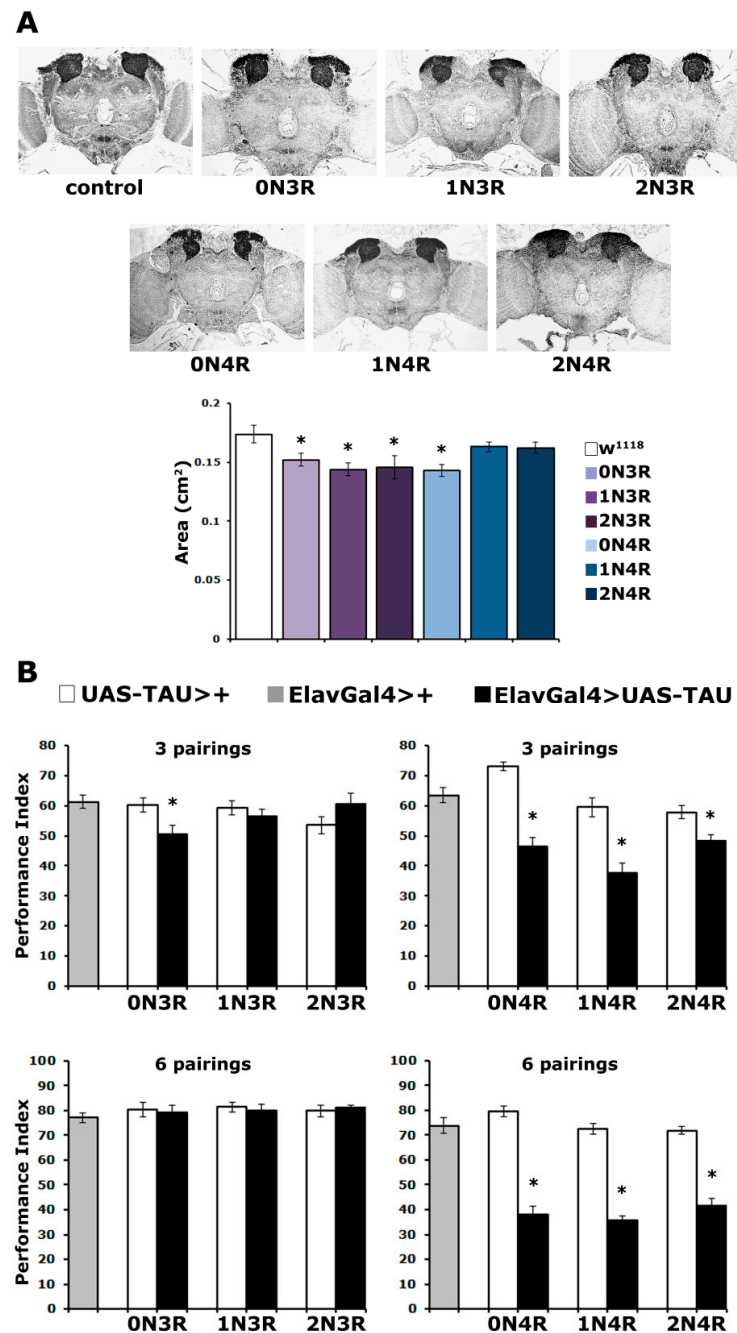 A
control 0N3R 1N3R 2N3R
0N4R 1N4R 2N4R
0.2
0.15
0.1
0.05
0
Area (cm²)
* * * *
w¹¹¹⁸
0N3R
1N3R
2N3R
0N4R
1N4R
2N4R
B
UAS-TAU>+ ElavGal4>+ ElavGal4>UAS-TAU
3 pairings
Performance Index
80
70
60
50
40
30
20
10
0
*
0N3R 1N3R 2N3R
3 pairings
Performance Index
80
70
60
50
40
30
20
10
0
* * *
0N4R 1N4R 2N4R
6 pairings
Performance Index
100
90
80
70
60
50
40
30
20
10
0
0N3R 1N3R 2N3R
6 pairings
Performance Index
100
90
80
70
60
50
40
30
20
10
0
* * *
0N4R 1N4R 2N4R